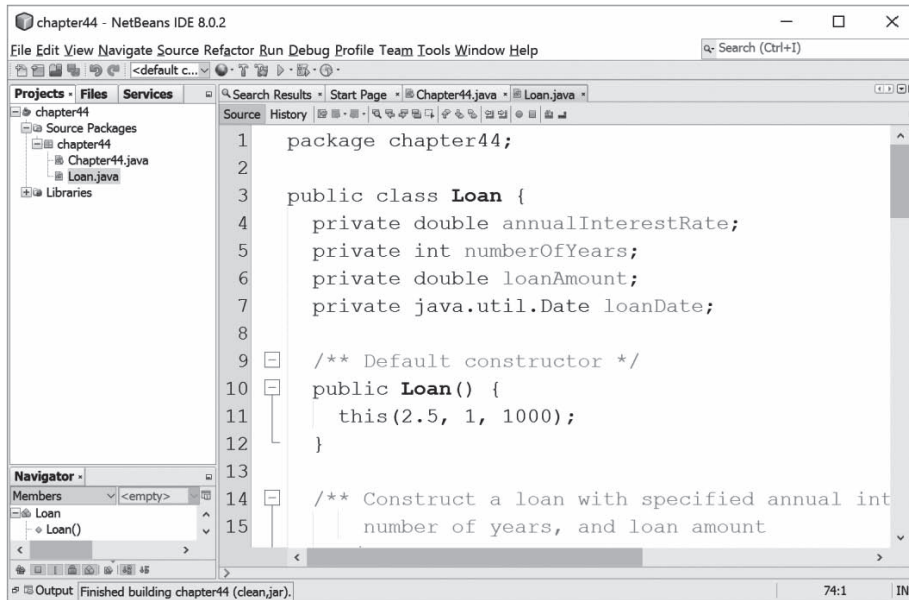 chapter44 - NetBeans IDE 8.0.2
File Edit View Navigate Source Refactor Run Debug Profile Team Tools Window Help
Search (Ctrl+I)
<default c...
Projects Files Services
chapter44
Source Packages
chapter44
Chapter44.java
Loan.java
Libraries
Search Results Start Page Chapter44.java Loan.java
Source History
1 package chapter44;
2
3 public class Loan {
4 private double annualInterestRate;
5 private int numberOfYears;
6 private double loanAmount;
7 private java.util.Date loanDate;
8
9 /** Default constructor */
10 public Loan() {
11 this(2.5, 1, 1000);
12 }
13
14 /** Construct a loan with specified annual int
15 number of years, and loan amount
Navigator
Members <empty>
Loan
Loan()
Output Finished building chapter44 (clean,jar).
74:1 IN